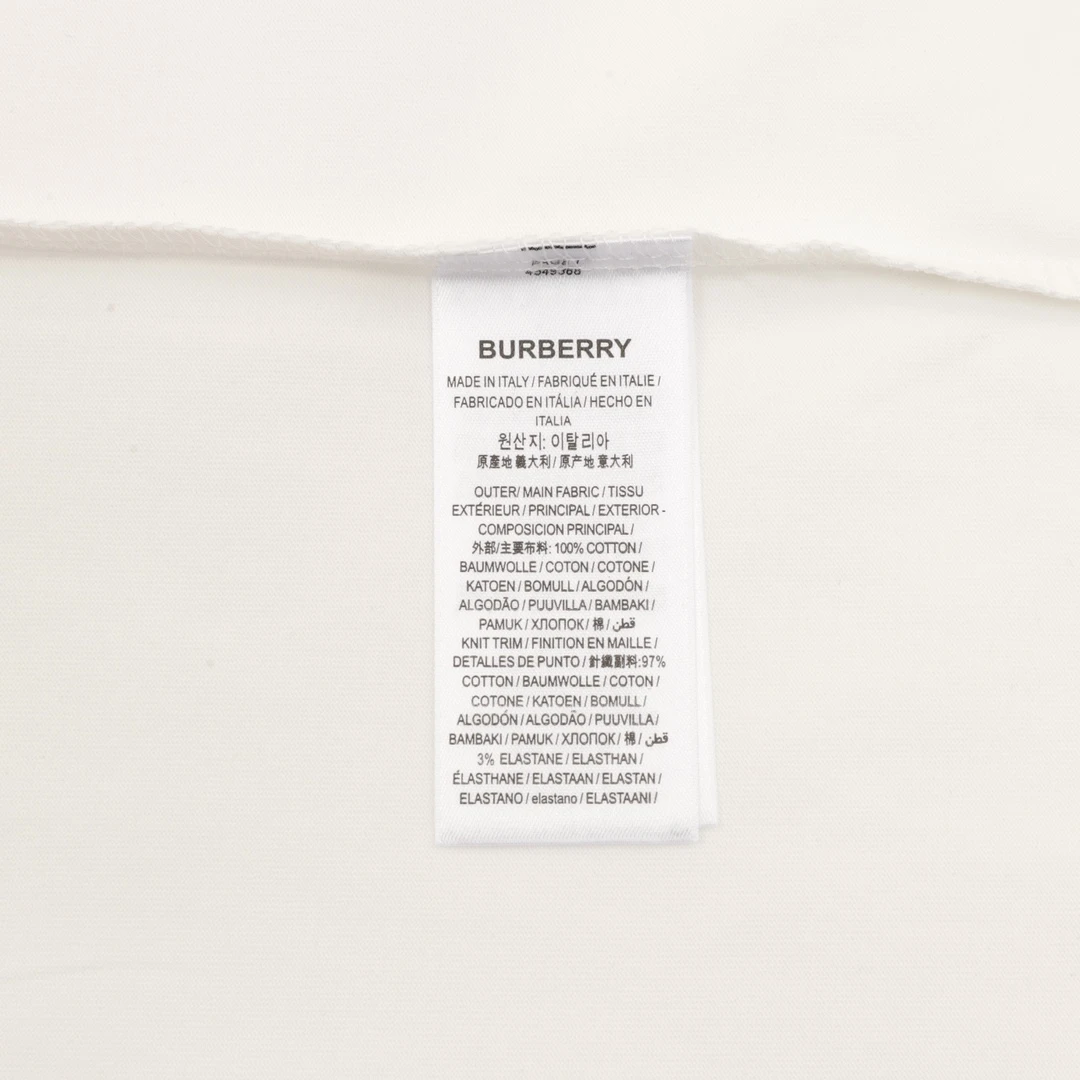 BURBERRY
MADE IN ITALY / FABRIQUÉ EN ITALIE /
FABRICADO EN ITÁLIA / HECHO EN
ITALIA
원산지: 이탈리아
原產地 義大利 / 原产地 意大利
OUTER/ MAIN FABRIC / TISSU
EXTÉRIEUR / PRINCIPAL / EXTERIOR -
COMPOSICION PRINCIPAL /
外部/主要布料: 100% COTTON /
BAUMWOLLE / COTON / COTONE /
KATOEN / BOMULL / ALGODÓN /
ALGODÃO / PUUVILLA / BAMBAKI /
PAMUK / ХЛОПОК / 棉 / قطن
KNIT TRIM / FINITION EN MAILLE /
DETALLES DE PUNTO / 針織副料:97%
COTTON / BAUMWOLLE / COTON /
COTONE / KATOEN / BOMULL /
ALGODÓN / ALGODÃO / PUUVILLA /
BAMBAKI / PAMUK / ХЛОПОК / 棉 / قطن
3% ELASTANE / ELASTHAN /
ÉLASTHANE / ELASTAAN / ELASTAN /
ELASTANO / elastano / ELASTAANI /